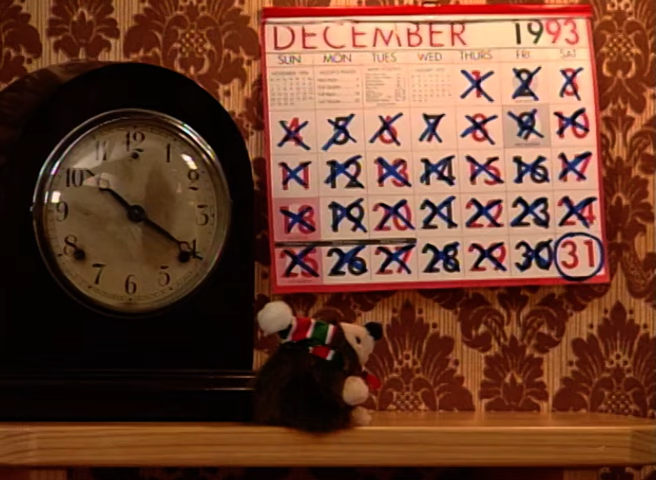 DECEMBER 1993
SUN MON TUES WED THURS FRI SAT
1 2 3
4 5 6 7 8 9 10
11 12 13 14 15 16 17
18 19 20 21 22 23 24
25 26 27 28 29 30 31
11 12 1
10 2
9 3
8 4
7 6 5